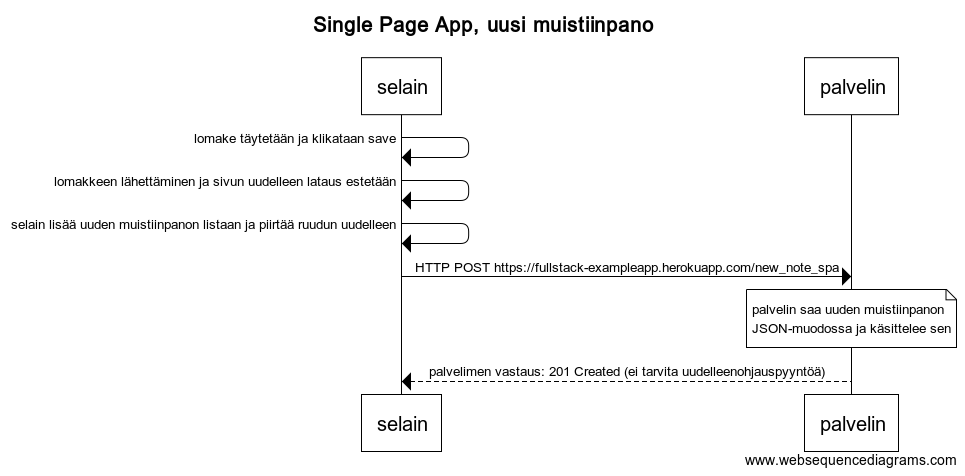 Single Page App, uusi muistiinpano
selain
palvelin
lomake täytetään ja klikataan save
lomakkeen lähettäminen ja sivun uudelleen lataus estetään
selain lisää uuden muistiinpanon listaan ja piirtää ruudun uudelleen
HTTP POST https://fullstack-exampleapp.herokuapp.com/new_note_spa
palvelin saa uuden muistiinpanon
JSON-muodossa ja käsittelee sen
palvelimen vastaus: 201 Created (ei tarvita uudelleenohjauspyyntöä)
selain
palvelin
www.websequencediagrams.com